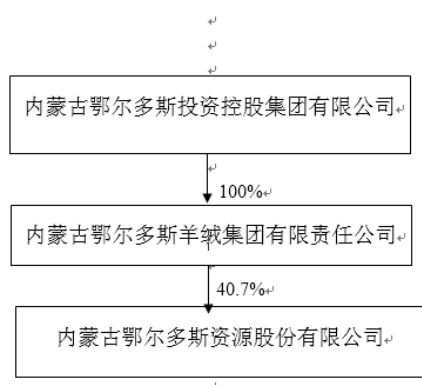 内蒙古鄂尔多斯投资控股集团有限公司
100%
内蒙古鄂尔多斯羊绒集团有限责任公司
40.7%
内蒙古鄂尔多斯资源股份有限公司